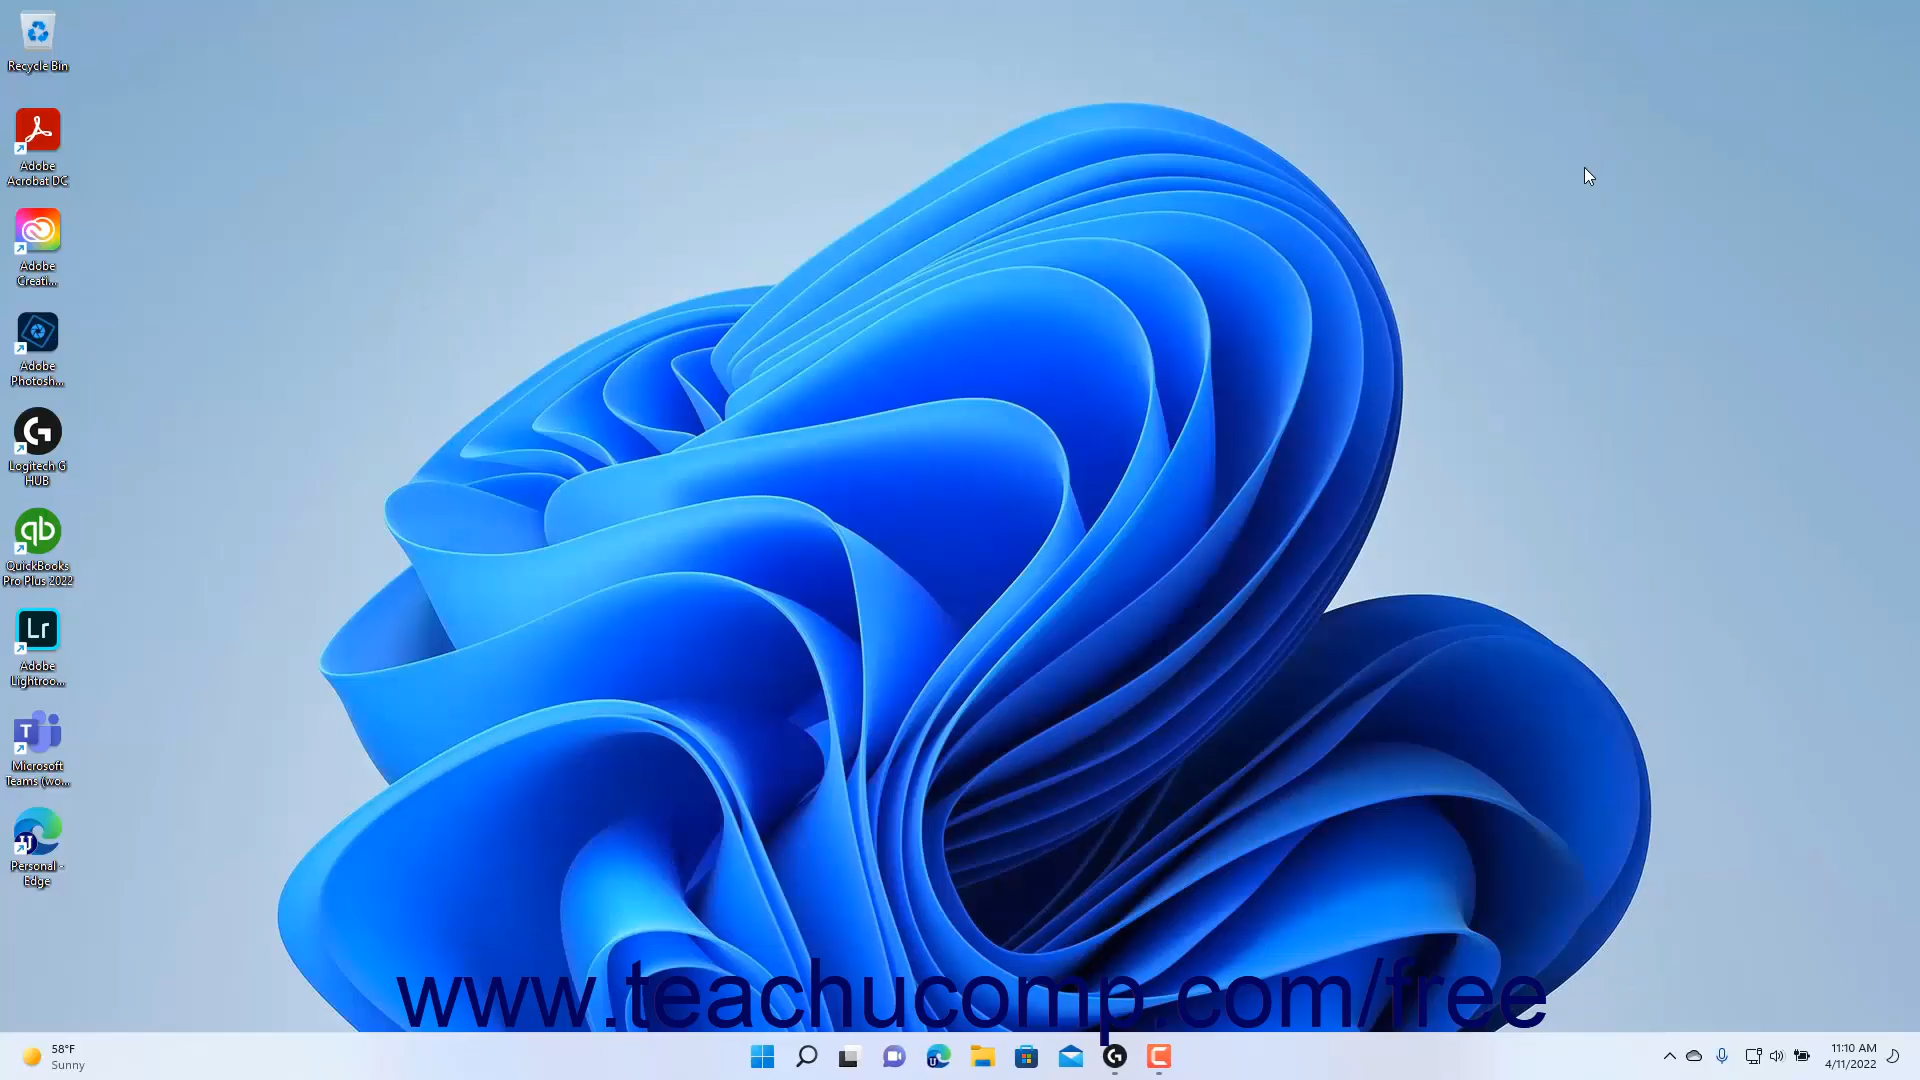 Recycle Bin
Adobe
Acrobat DC
Adobe
Creati...
Adobe
Photosh...
Logitech G
HUB
QuickBooks
Pro Plus 2022
Lr
Adobe
Lightroo...
Microsoft
Teams (wo...
Personal -
Edge
www.teachucomp.com/free
58°F
Sunny
11:10 AM
4/11/2022